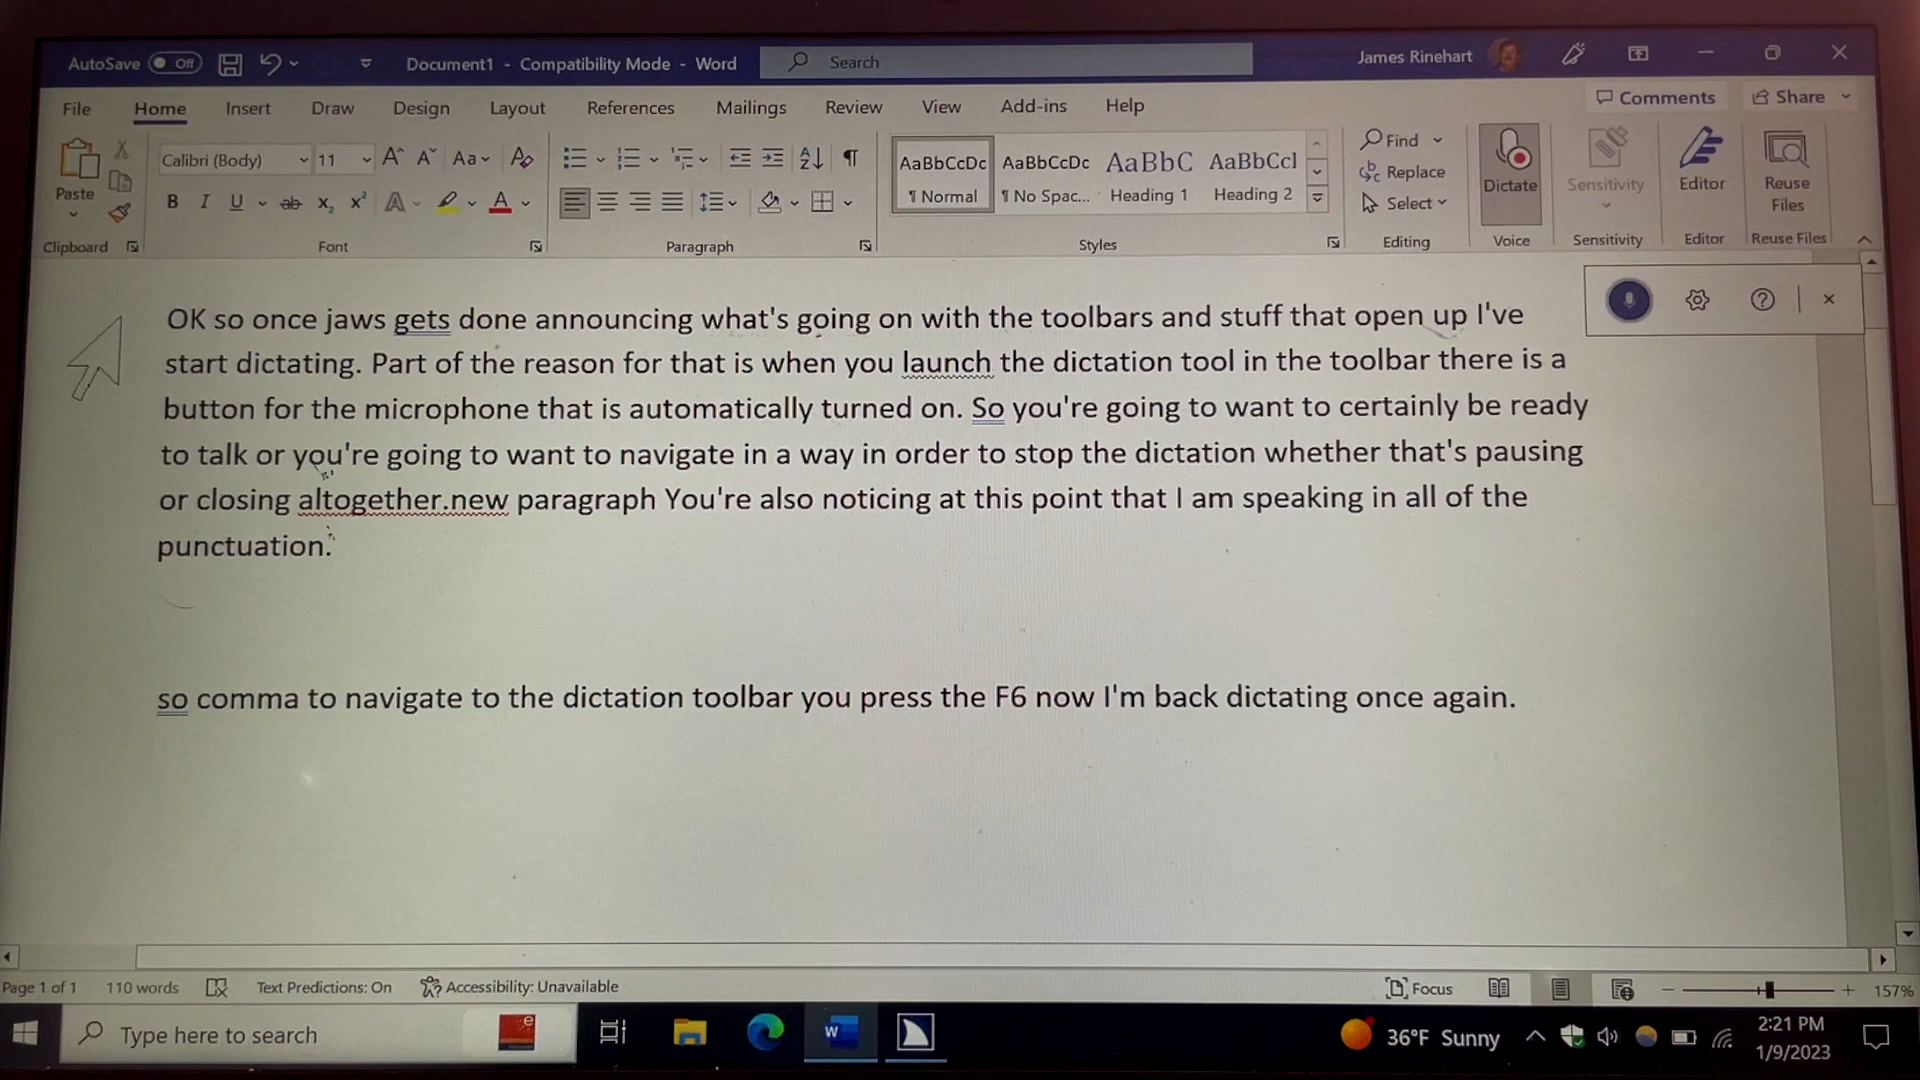 AutoSave Off Document1 - Compatibility Mode - Word Search James Rinehart
File Home Insert Draw Design Layout References Mailings Review View Add-ins Help Comments Share
Paste Calibri (Body) 11 Aa AaBbCcDc AaBbCcDc AaBbC AaBbCcI Find Replace Select Dictate Sensitivity Editor Reuse Files
¶ Normal ¶ No Spac... Heading 1 Heading 2
Clipboard Font Paragraph Styles Editing Voice Sensitivity Editor Reuse Files
OK so once jaws gets done announcing what's going on with the toolbars and stuff that open up I've
start dictating. Part of the reason for that is when you launch the dictation tool in the toolbar there is a
button for the microphone that is automatically turned on. So you're going to want to certainly be ready
to talk or you're going to want to navigate in a way in order to stop the dictation whether that's pausing
or closing altogether.new paragraph You're also noticing at this point that I am speaking in all of the
punctuation.
so comma to navigate to the dictation toolbar you press the F6 now I'm back dictating once again.
Page 1 of 1 110 words Text Predictions: On Accessibility: Unavailable Focus 157%
Type here to search 36°F Sunny 2:21 PM
1/9/2023